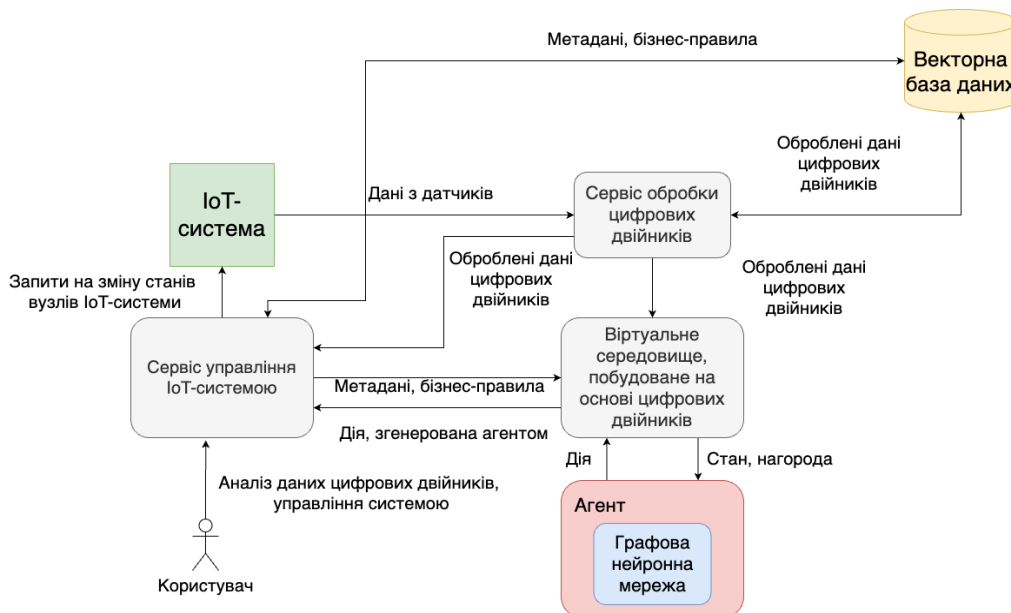 Метадані, бізнес-правила
Векторна
база даних
Оброблені дані
цифрових
двійників
IoT-
система
Дані з датчиків
Сервіс обробки
цифрових
двійників
Запити на зміну станів
вузлів IoT-системи
Оброблені дані
цифрових
двійників
Оброблені дані
цифрових
двійників
Сервіс управління
IoT-системою
Віртуальне
середовище,
побудоване на
основі цифрових
двійників
Метадані, бізнес-правила
Дія, згенерована агентом
Дія
Стан, нагорода
Аналіз даних цифрових двійників,
управління системою
Користувач
Агент
Графова
нейронна
мережа